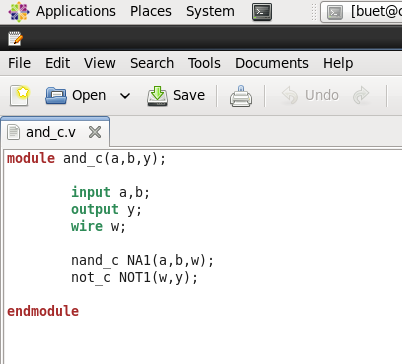 Applications Places System [buet@
File Edit View Search Tools Documents Help
Open Save Undo
and_c.v
module and_c(a,b,y);
input a,b;
output y;
wire w;
nand_c NA1(a,b,w);
not_c NOT1(w,y);
endmodule